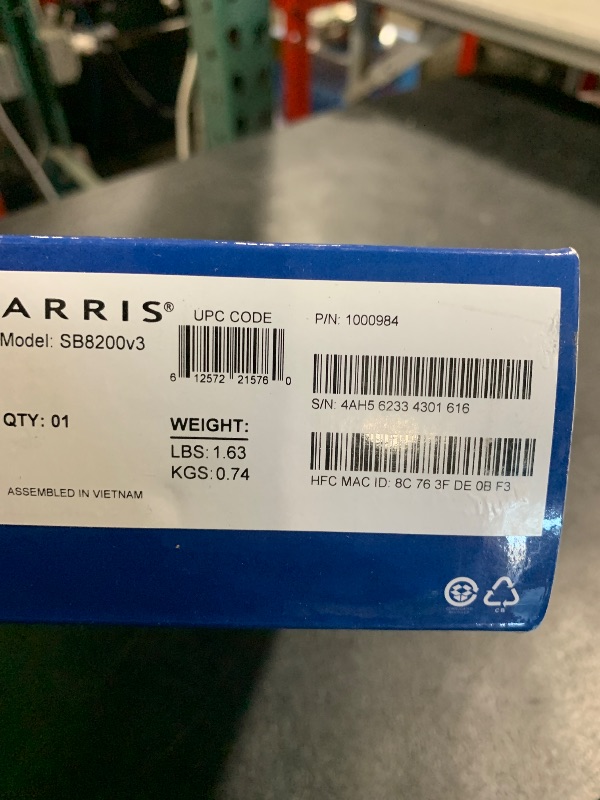 ARRIS®
Model: SB8200v3
QTY: 01
ASSEMBLED IN VIETNAM
UPC CODE
6 12572 21576 0
WEIGHT:
LBS: 1.63
KGS: 0.74
P/N: 1000984
S/N: 4AH5 6233 4301 616
HFC MAC ID: 8C 76 3F DE 0B F3